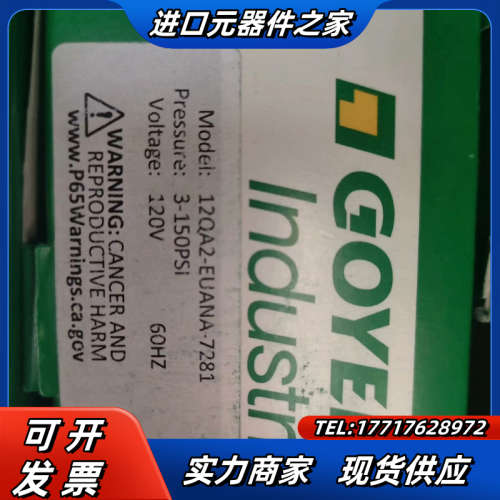 进口元器件之家
GOYE
Industr
Model: 12QA2-EUANA-7281
Pressure: 3-150PSI
Voltage: 120V 60HZ
WARNING: CANCER AND
REPRODUCTIVE HARM
www.P65Warnings.ca.gov
TEL:17717628972
可开
发票
实力商家 现货供应